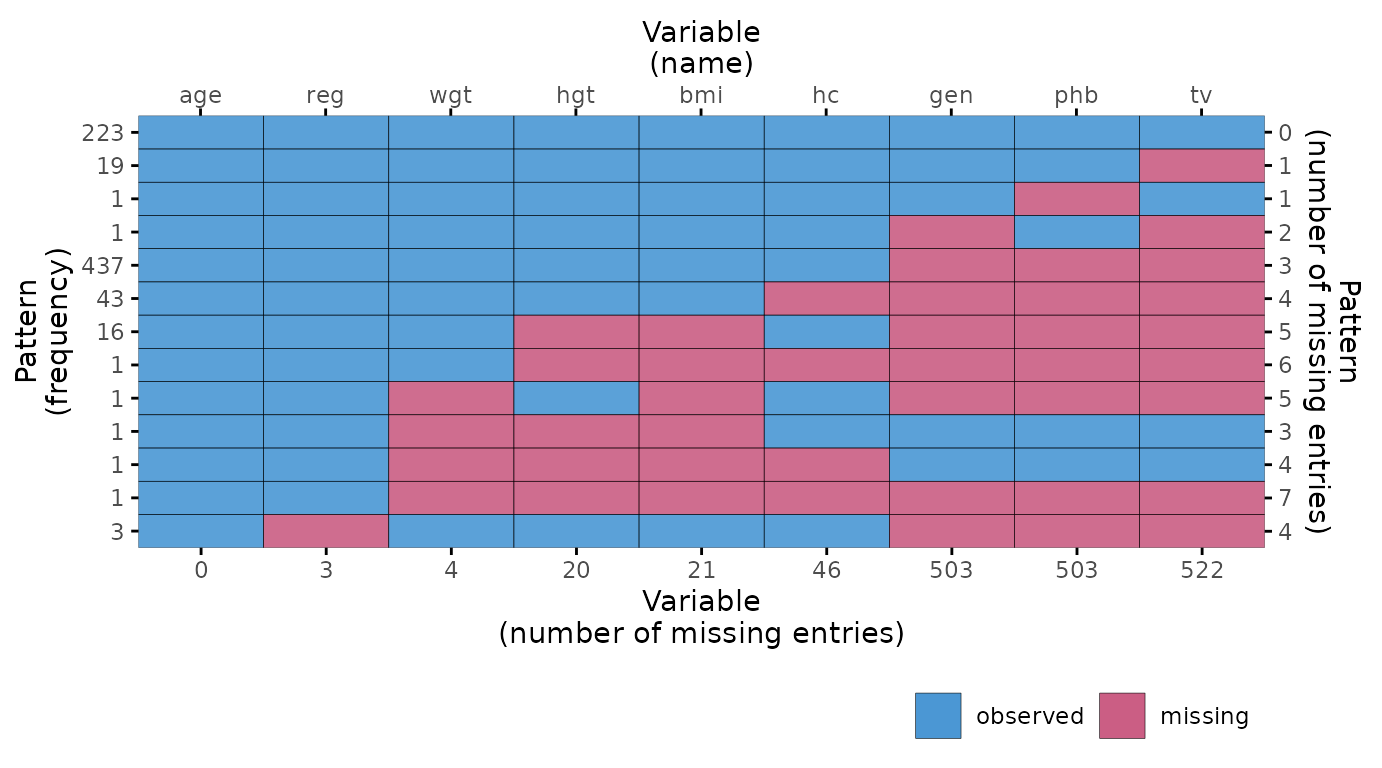 Variable
(name)
age reg wgt hgt bmi hc gen phb tv
Pattern
(frequency)
223 0
19 1
1 1
1 2
437 3
43 4
16 5
1 6
1 5
1 3
1 4
1 7
3 4
Pattern
(number of missing entries)
0 3 4 20 21 46 503 503 522
Variable
(number of missing entries)
observed missing